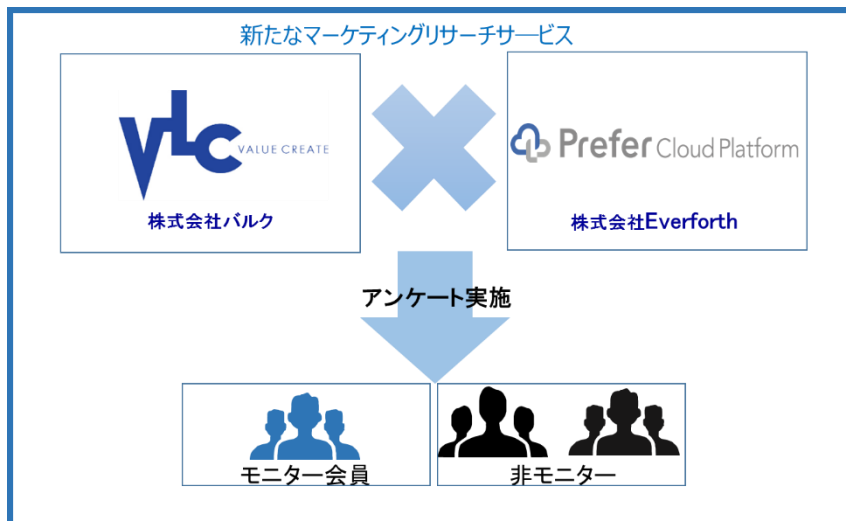 新たなマーケティングリサーチサービス
VLC VALUE CREATE
株式会社バルク
Prefer Cloud Platform
株式会社Everforth
アンケート実施
モニター会員
非モニター